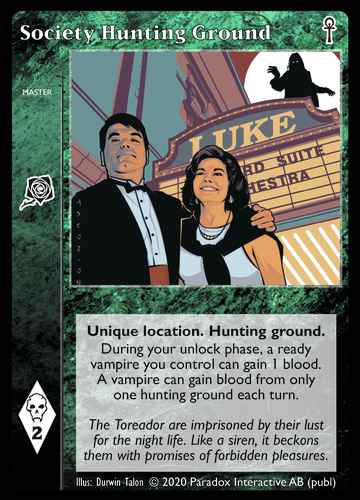 Society Hunting Ground
MASTER
LUKE
RD SUITE
HESTRA
Unique location. Hunting ground.
During your unlock phase, a ready
vampire you control can gain 1 blood.
A vampire can gain blood from only
one hunting ground each turn.
The Toreador are imprisoned by their lust
for the night life. Like a siren, it beckons
them with promises of forbidden pleasures.
2
Illus: Durwin Talon © 2020 Paradox Interactive AB (publ)